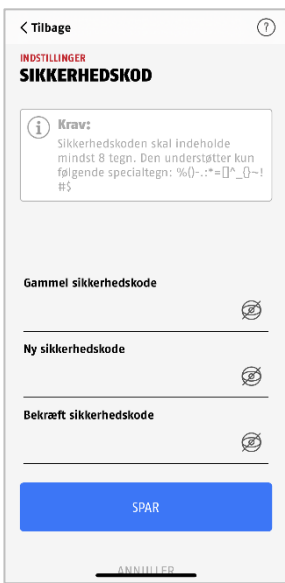 Tilbage
INDSTILLINGER
SIKKERHEDSKOD
Krav:
Sikkerhedskoden skal indeholde
mindst 8 tegn. Den understøtter kun
følgende specialtegn: %()-.:*=[]^_{}~!
#$
Gammel sikkerhedskode
Ny sikkerhedskode
Bekræft sikkerhedskode
SPAR
ANNULLER